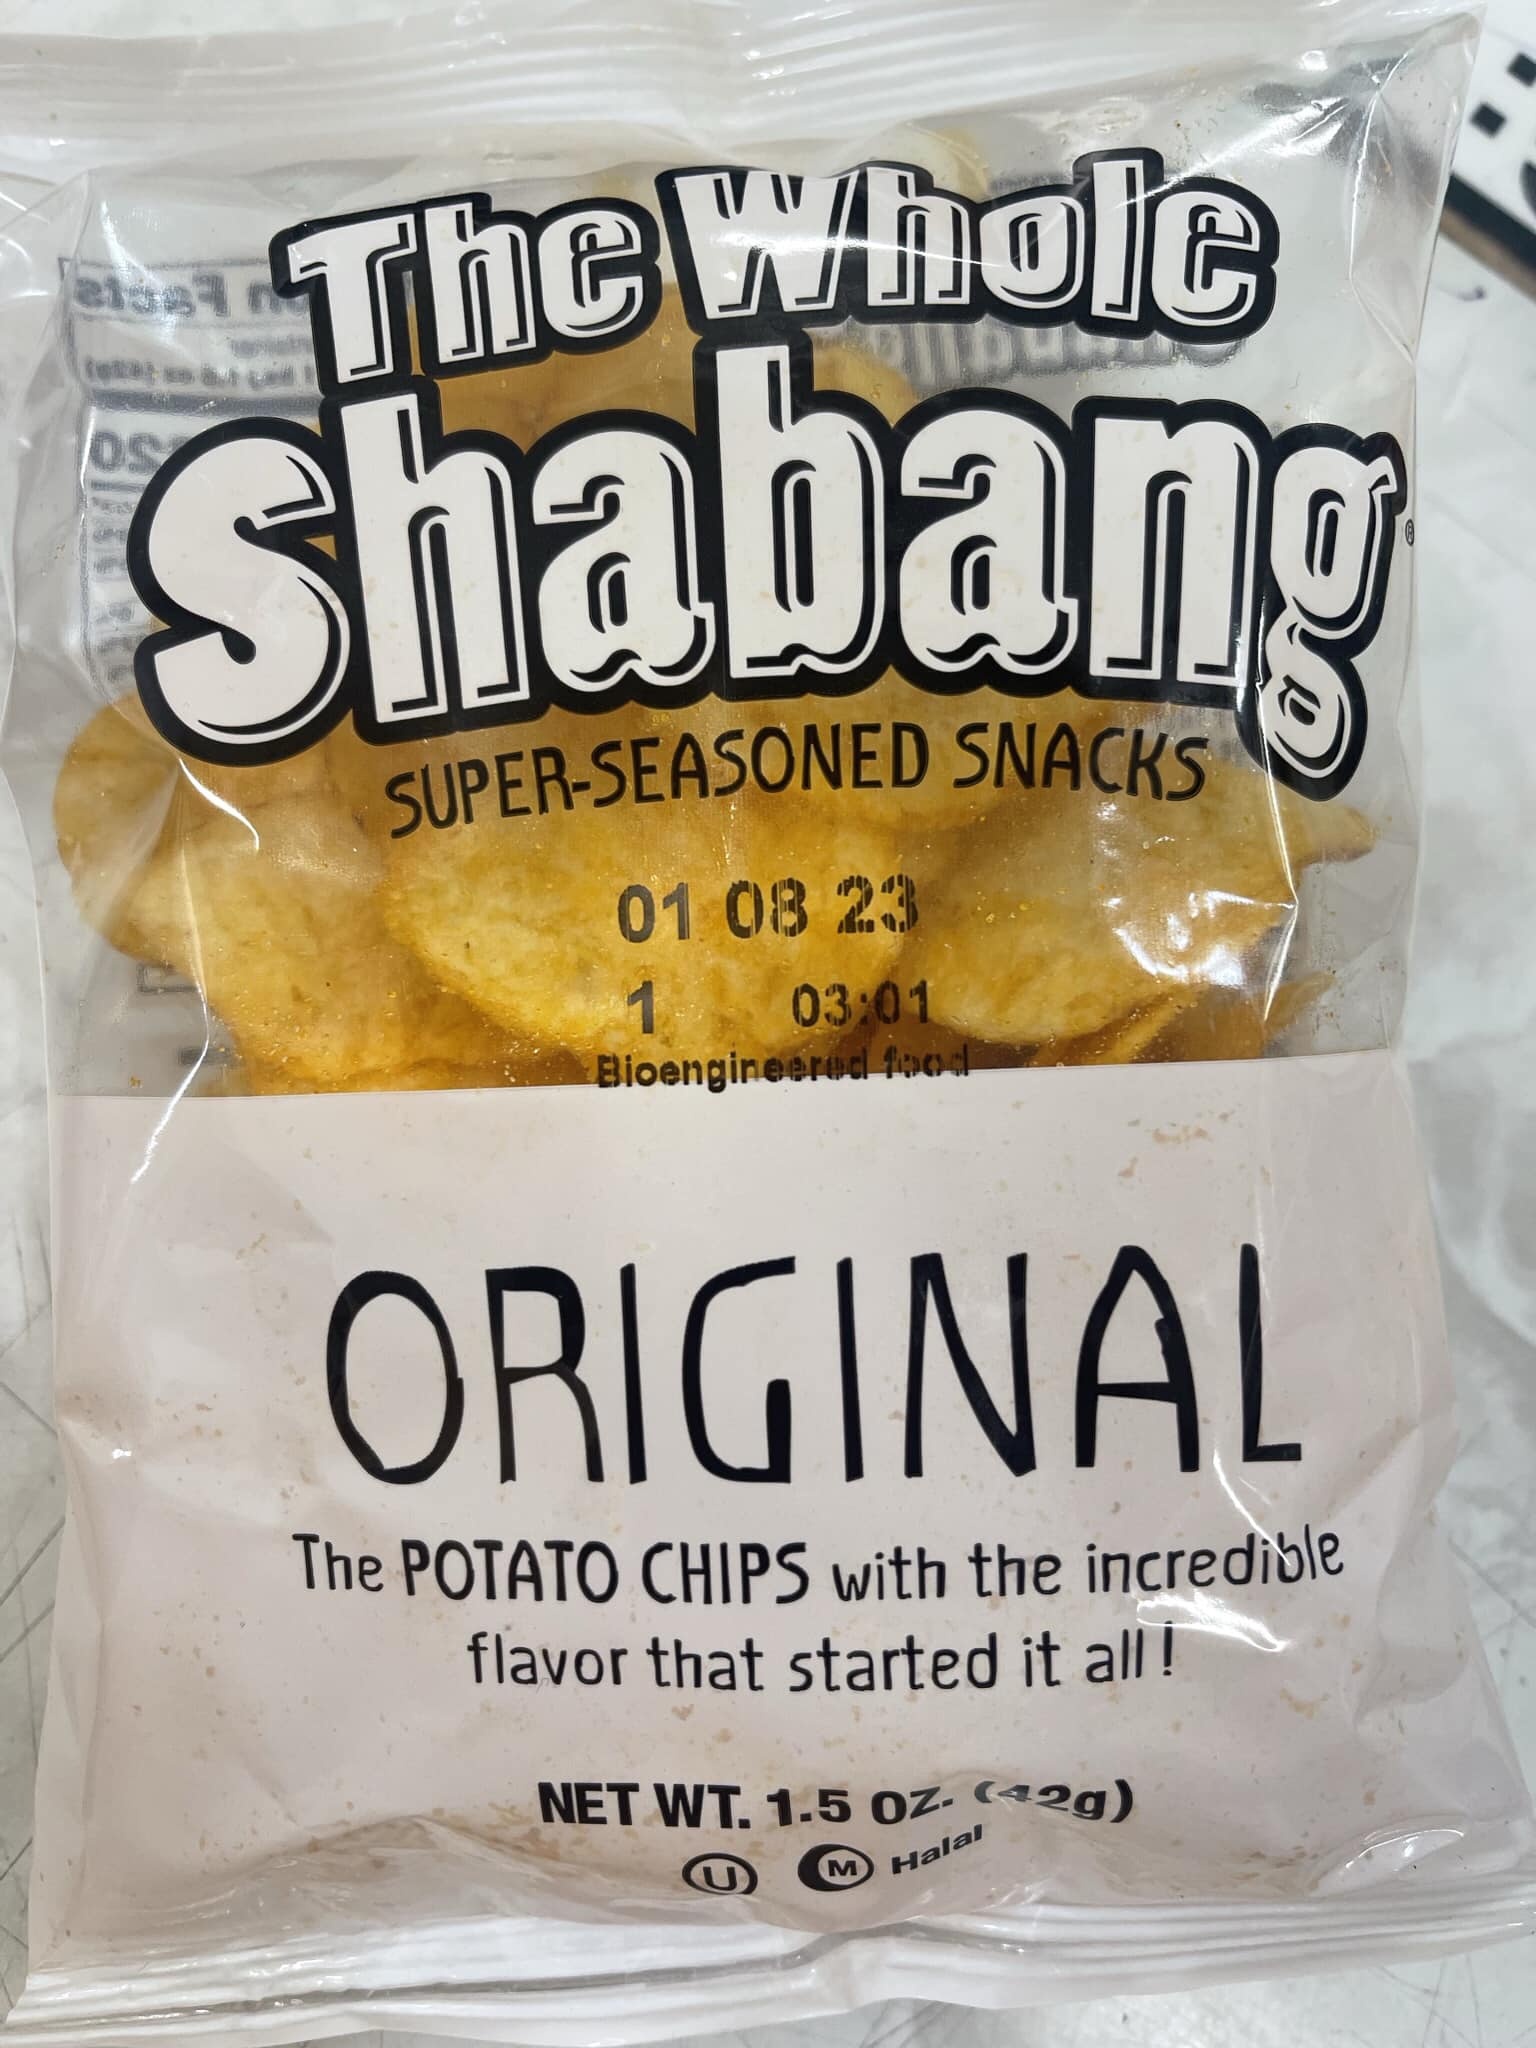 The Whole
Shabang®
SUPER-SEASONED SNACKS
01 08 23
1 03:01
Bioengineered food
ORIGINAL
The POTATO CHIPS with the incredible
flavor that started it all!
NET WT. 1.5 OZ. (42g)
U M Halal